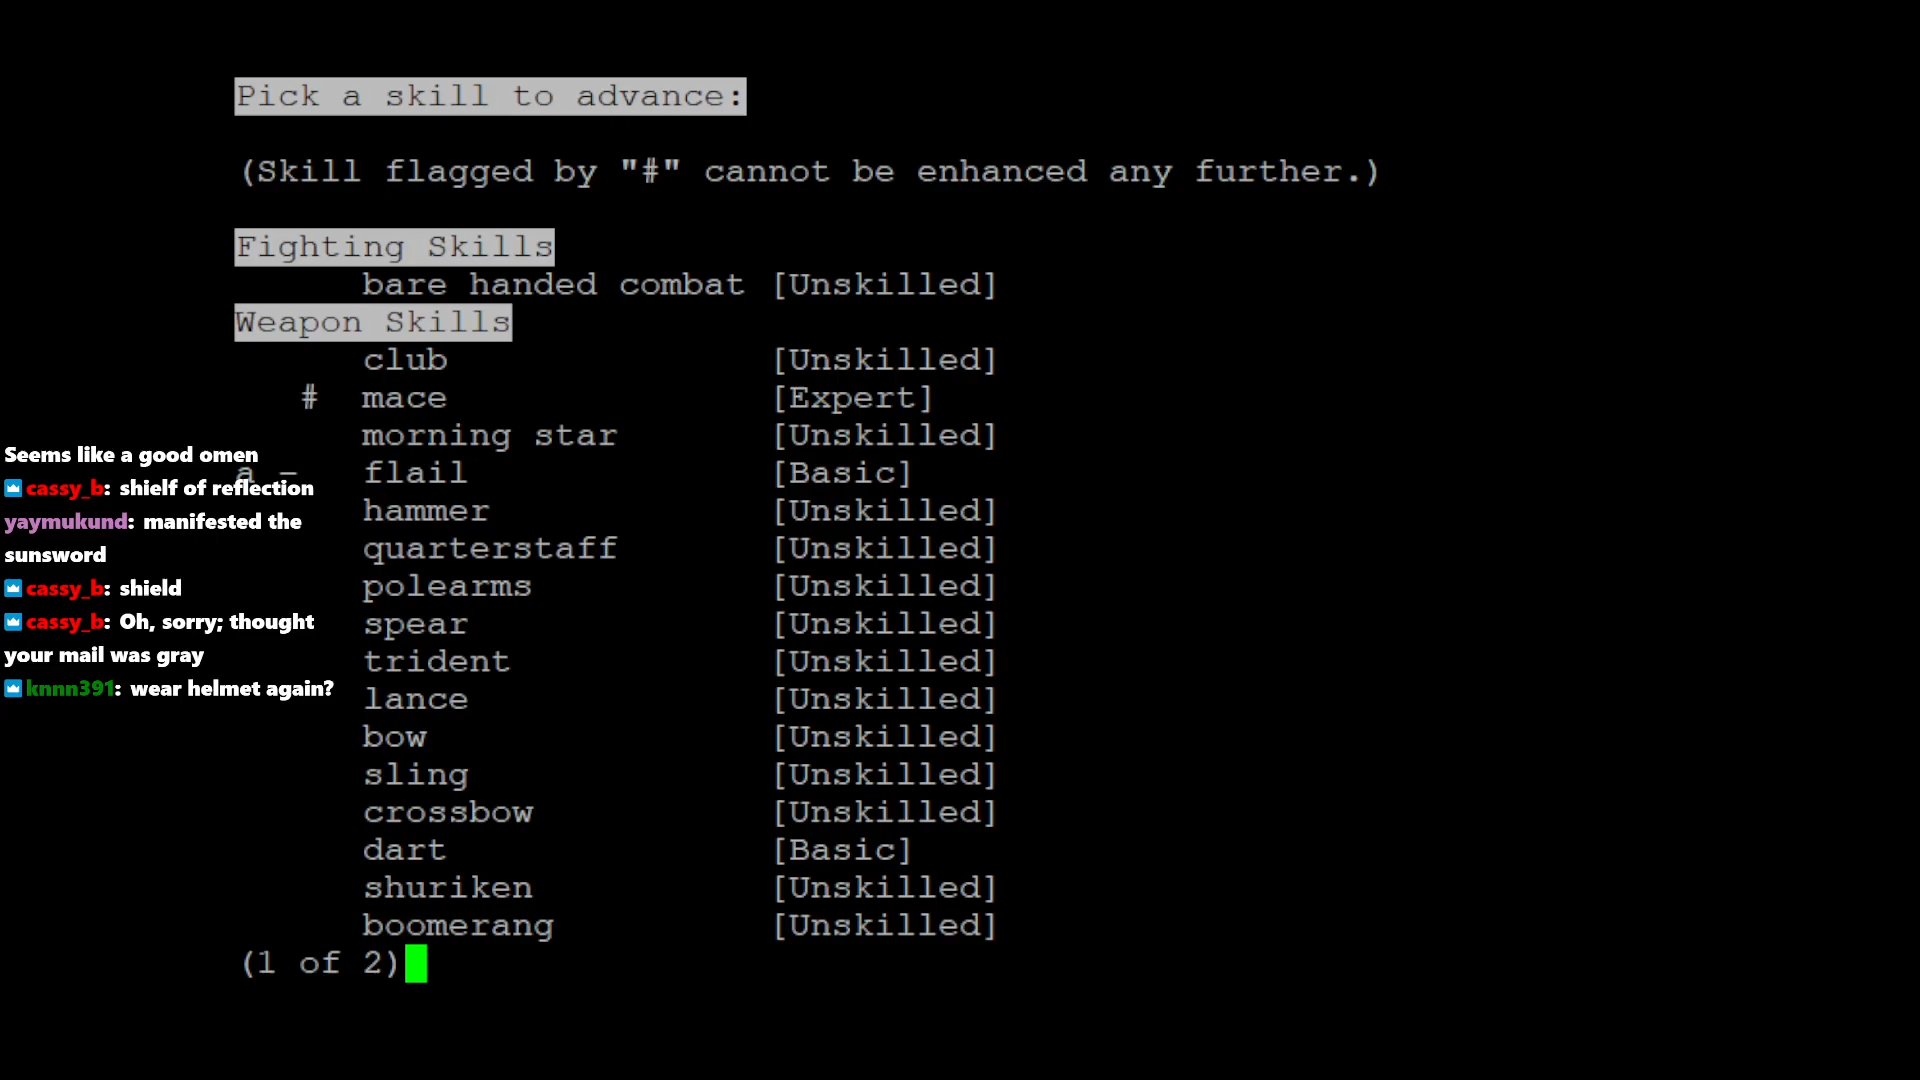 Pick a skill to advance:
(Skill flagged by "#" cannot be enhanced any further.)
Fighting Skills
bare handed combat [Unskilled]
Weapon Skills
club [Unskilled]
# mace [Expert]
morning star [Unskilled]
a - flail [Basic]
hammer [Unskilled]
quarterstaff [Unskilled]
polearms [Unskilled]
spear [Unskilled]
trident [Unskilled]
lance [Unskilled]
bow [Unskilled]
sling [Unskilled]
crossbow [Unskilled]
dart [Basic]
shuriken [Unskilled]
boomerang [Unskilled]
(1 of 2)
Seems like a good omen
cassy_b: shielf of reflection
yaymukund: manifested the
sunsword
cassy_b: shield
cassy_b: Oh, sorry; thought
your mail was gray
knnn391: wear helmet again?